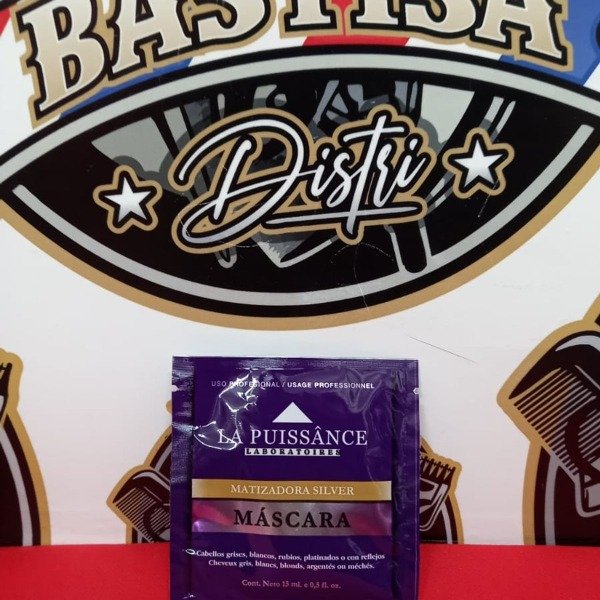 BASTISA
Distri
USO PROFESIONAL / USAGE PROFESSIONNEL
LA PUISSÂNCE
LABORATOIRES
MATIZADORA SILVER
MÁSCARA
Cabellos grises, blancos, rubios, platinados o con reflejos
Cheveux gris, blancs, blonds, argentés ou méchés.
Cont. Neto 15 ml. e 0,5 fl. oz.